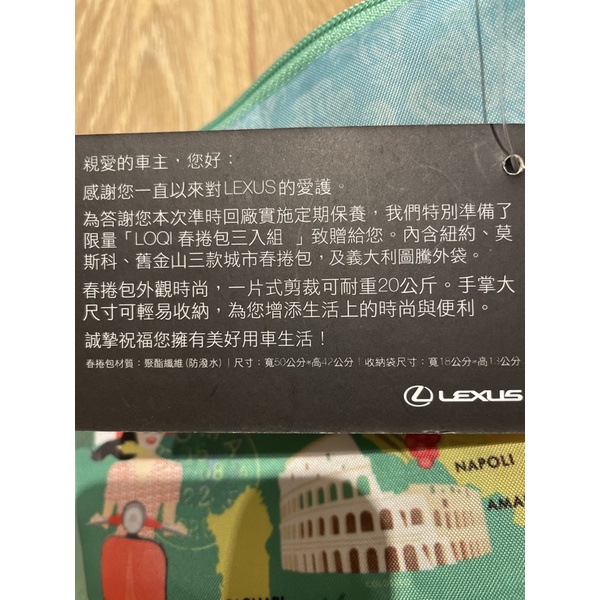 親愛的車主，您好：
感謝您一直以來對LEXUS的愛護。
為答謝您本次準時回廠實施定期保養，我們特別準備了
限量「LOQI 春捲包三入組 」致贈給您。內含紐約、莫
斯科、舊金山三款城市春捲包，及義大利圖騰外袋。
春捲包外觀時尚，一片式剪裁可耐重20公斤。手掌大
尺寸可輕易收納，為您增添生活上的時尚與便利。
誠摯祝福您擁有美好用車生活！
春捲包材質：聚酯纖維(防潑水)｜尺寸：寬50公分*高42公分｜收納袋尺寸：寬18公分*高13公分
LEXUS
NAPOLI